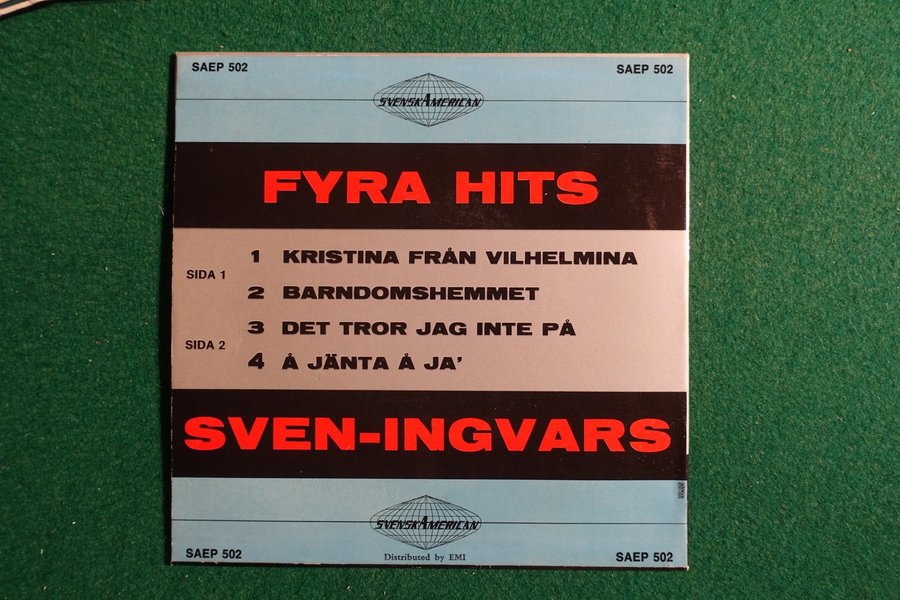 SAEP 502
SAEP 502
SVENSKAMERICAN
FYRA HITS
SIDA 1
1 KRISTINA FRÅN VILHELMINA
2 BARNDOMSHEMMET
SIDA 2
3 DET TROR JAG INTE PÅ
4 Å JÄNTA Å JA'
SVEN-INGVARS
SVENSKAMERICAN
Distributed by EMI
SAEP 502
SAEP 502